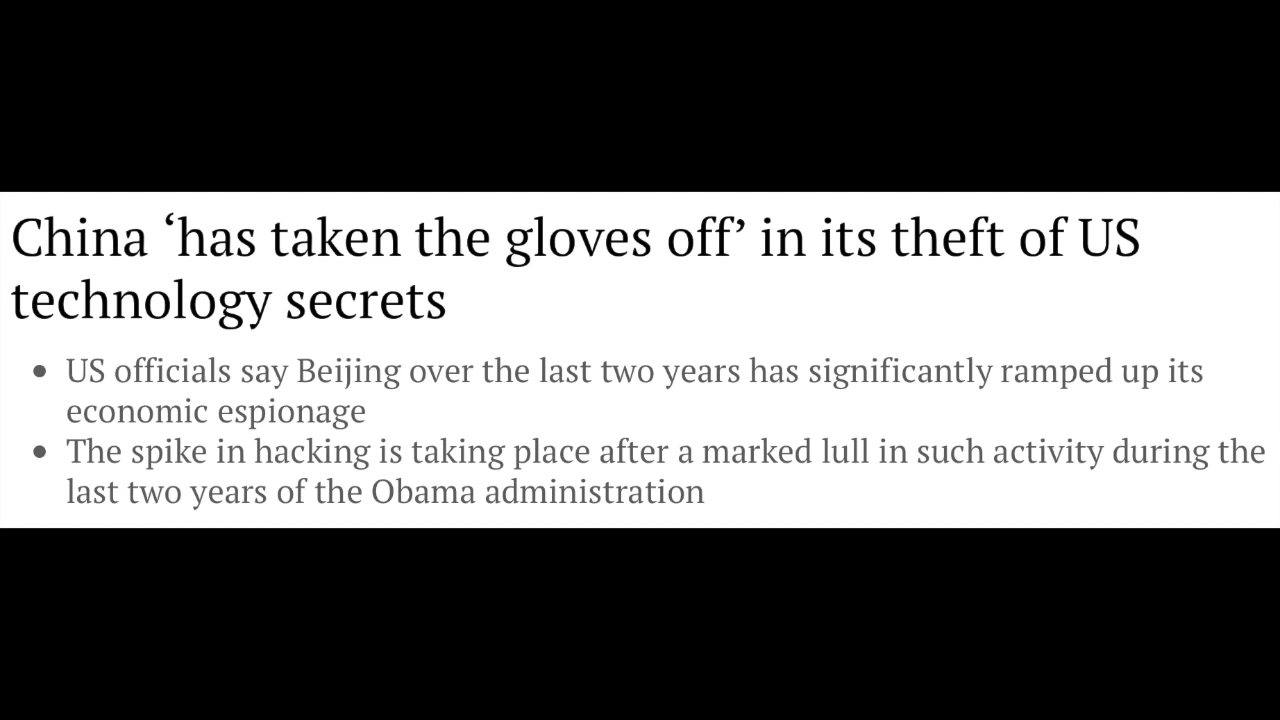 China ‘has taken the gloves off’ in its theft of US
technology secrets
• US officials say Beijing over the last two years has significantly ramped up its
economic espionage
• The spike in hacking is taking place after a marked lull in such activity during the
last two years of the Obama administration